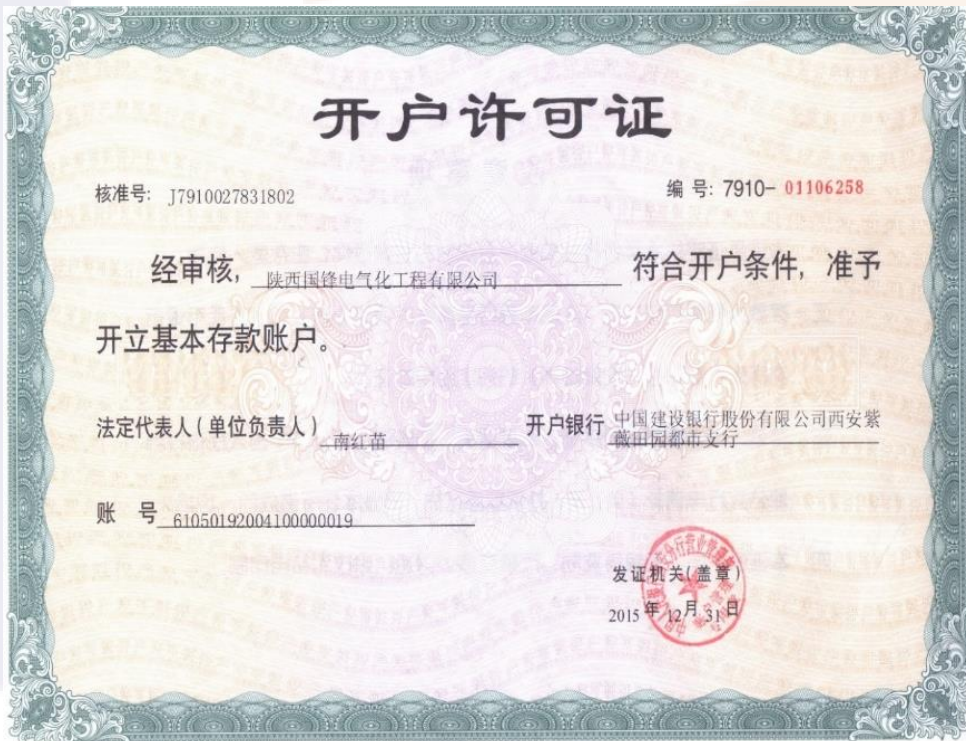 开户许可证
核准号: J7910027831802 编 号: 7910- 01106258
经审核, 陕西国锋电气化工程有限公司 符合开户条件, 准予
开立基本存款账户。
法定代表人(单位负责人) 南红苗 开户银行 中国建设银行股份有限公司西安紫
薇田园都市支行
账 号 61050192004100000019
发证机关(盖章)
2015 年 12 月 31 日